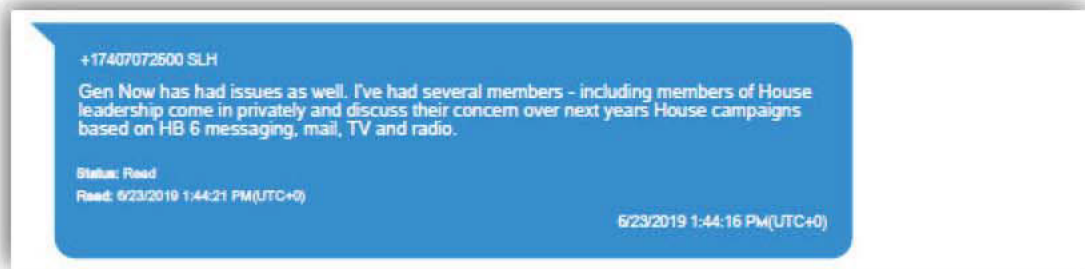 +17407072500 SLH
Gen Now has had issues as well. I've had several members - including members of House
leadership come in privately and discuss their concern over next years House campaigns
based on HB 6 messaging, mail, TV and radio.
Status: Read
Read: 6/23/2019 1:44:21 PM(UTC+0)
6/23/2019 1:44:16 PM(UTC+0)